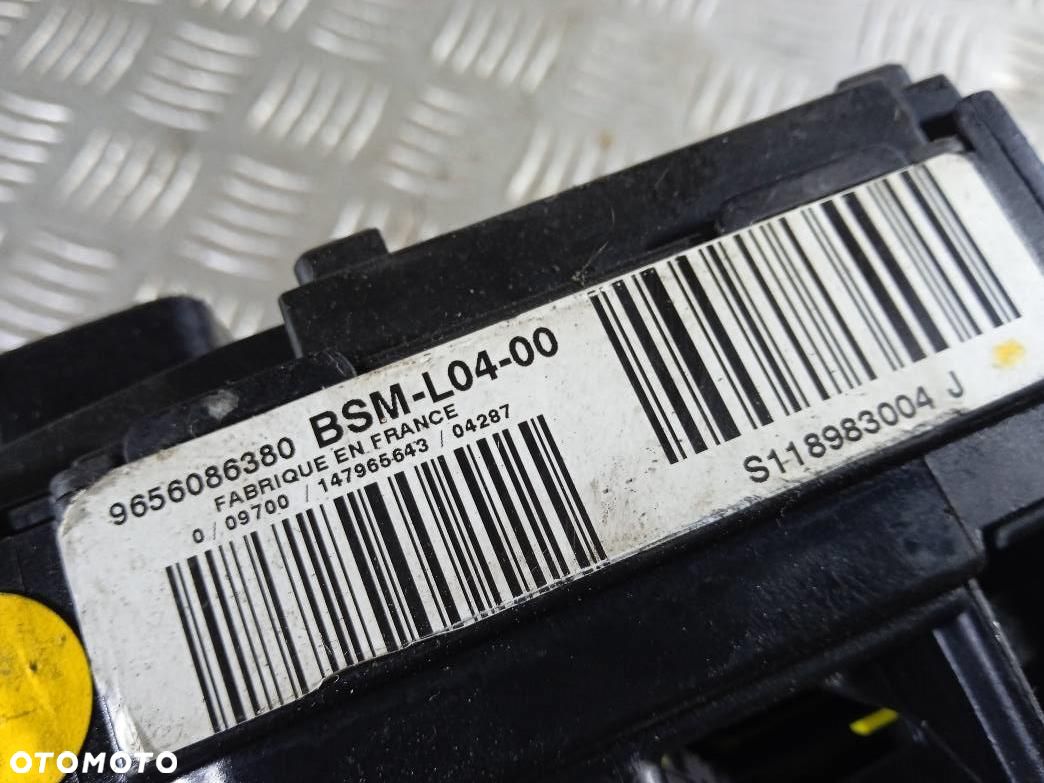 9656086380 BSM-L04-00
FABRIQUE EN FRANCE
0 / 09700 / 147965643 / 04287
S118983004 J
OTOMOTO